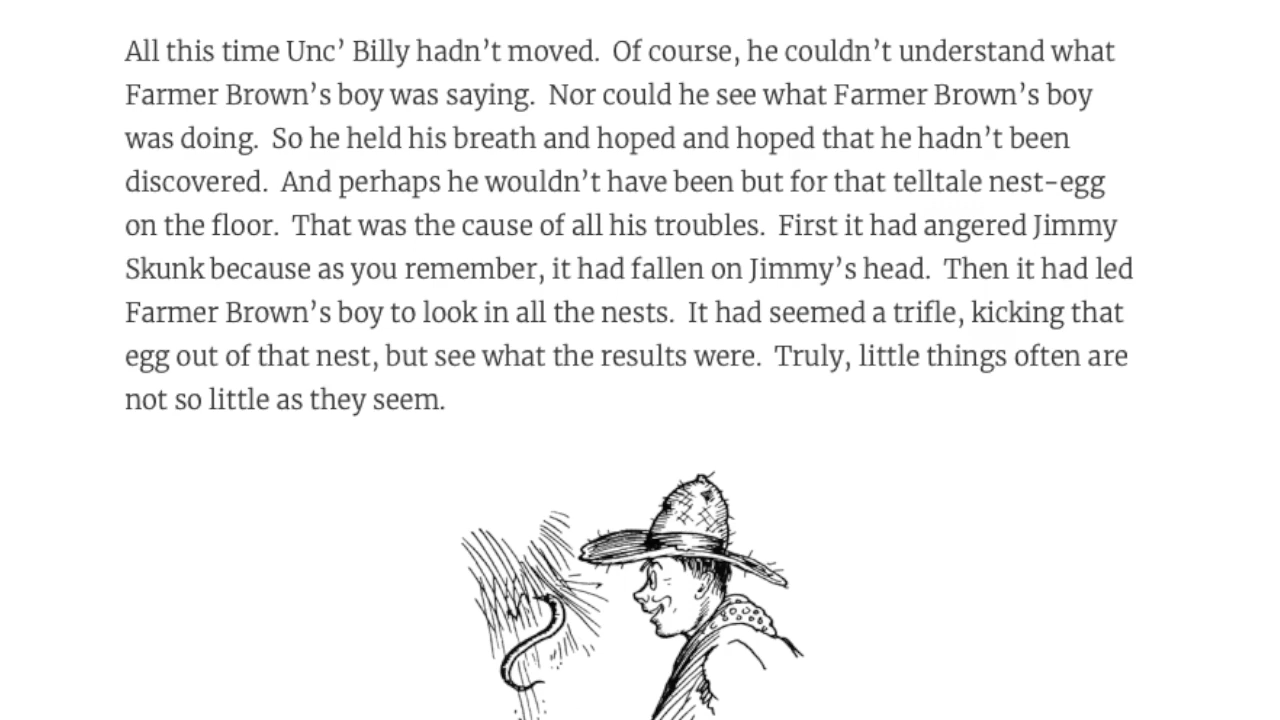 All this time Unc’ Billy hadn’t moved.  Of course, he couldn’t understand what
Farmer Brown’s boy was saying.  Nor could he see what Farmer Brown’s boy
was doing.  So he held his breath and hoped and hoped that he hadn’t been
discovered.  And perhaps he wouldn’t have been but for that telltale nest-egg
on the floor.  That was the cause of all his troubles.  First it had angered Jimmy
Skunk because as you remember, it had fallen on Jimmy’s head.  Then it had led
Farmer Brown’s boy to look in all the nests.  It had seemed a trifle, kicking that
egg out of that nest, but see what the results were.  Truly, little things often are
not so little as they seem.